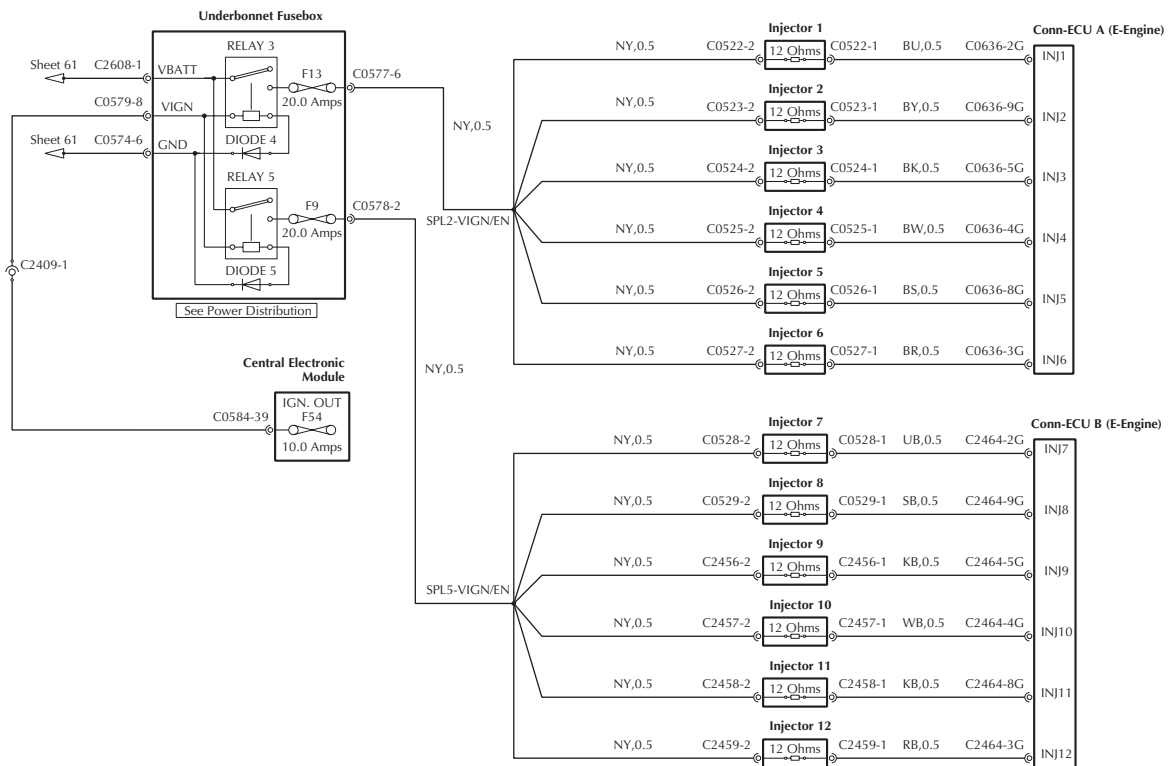 Underbonnet Fusebox
RELAY 3
Sheet 61
C2608-1
VBATT
F13
20.0 Amps
C0577-6
C0579-8
VIGN
Sheet 61
C0574-6
GND
DIODE 4
RELAY 5
F9
20.0 Amps
C0578-2
DIODE 5
See Power Distribution
C2409-1
NY,0.5
SPL2-VIGN/EN
NY,0.5
Central Electronic
Module
C0584-39
IGN. OUT
F54
10.0 Amps
SPL5-VIGN/EN
Conn-ECU A (E-Engine)
Injector 1
NY,0.5 C0522-2 12 Ohms C0522-1 BU,0.5 C0636-2G INJ1
Injector 2
NY,0.5 C0523-2 12 Ohms C0523-1 BY,0.5 C0636-9G INJ2
Injector 3
NY,0.5 C0524-2 12 Ohms C0524-1 BK,0.5 C0636-5G INJ3
Injector 4
NY,0.5 C0525-2 12 Ohms C0525-1 BW,0.5 C0636-4G INJ4
Injector 5
NY,0.5 C0526-2 12 Ohms C0526-1 BS,0.5 C0636-8G INJ5
Injector 6
NY,0.5 C0527-2 12 Ohms C0527-1 BR,0.5 C0636-3G INJ6
Conn-ECU B (E-Engine)
Injector 7
NY,0.5 C0528-2 12 Ohms C0528-1 UB,0.5 C2464-2G INJ7
Injector 8
NY,0.5 C0529-2 12 Ohms C0529-1 SB,0.5 C2464-9G INJ8
Injector 9
NY,0.5 C2456-2 12 Ohms C2456-1 KB,0.5 C2464-5G INJ9
Injector 10
NY,0.5 C2457-2 12 Ohms C2457-1 WB,0.5 C2464-4G INJ10
Injector 11
NY,0.5 C2458-2 12 Ohms C2458-1 KB,0.5 C2464-8G INJ11
Injector 12
NY,0.5 C2459-2 12 Ohms C2459-1 RB,0.5 C2464-3G INJ12